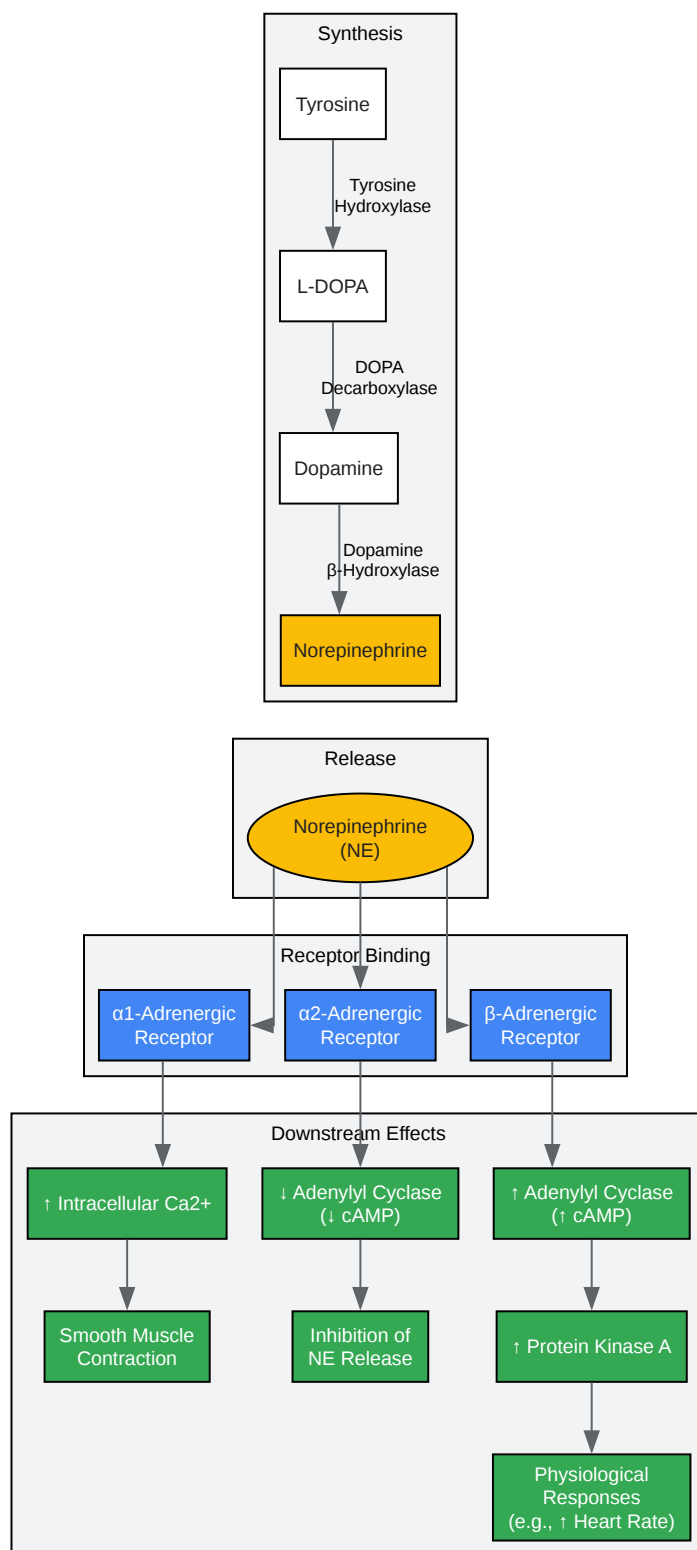 Synthesis
Tyrosine
Tyrosine
Hydroxylase
L-DOPA
DOPA
Decarboxylase
Dopamine
Dopamine
β-Hydroxylase
Norepinephrine
Release
Norepinephrine
(NE)
Receptor Binding
α1-Adrenergic
Receptor
α2-Adrenergic
Receptor
β-Adrenergic
Receptor
Downstream Effects
↑ Intracellular Ca2+
↓ Adenylyl Cyclase
(↓ cAMP)
↑ Adenylyl Cyclase
(↑ cAMP)
Smooth Muscle
Contraction
Inhibition of
NE Release
↑ Protein Kinase A
Physiological
Responses
(e.g., ↑ Heart Rate)